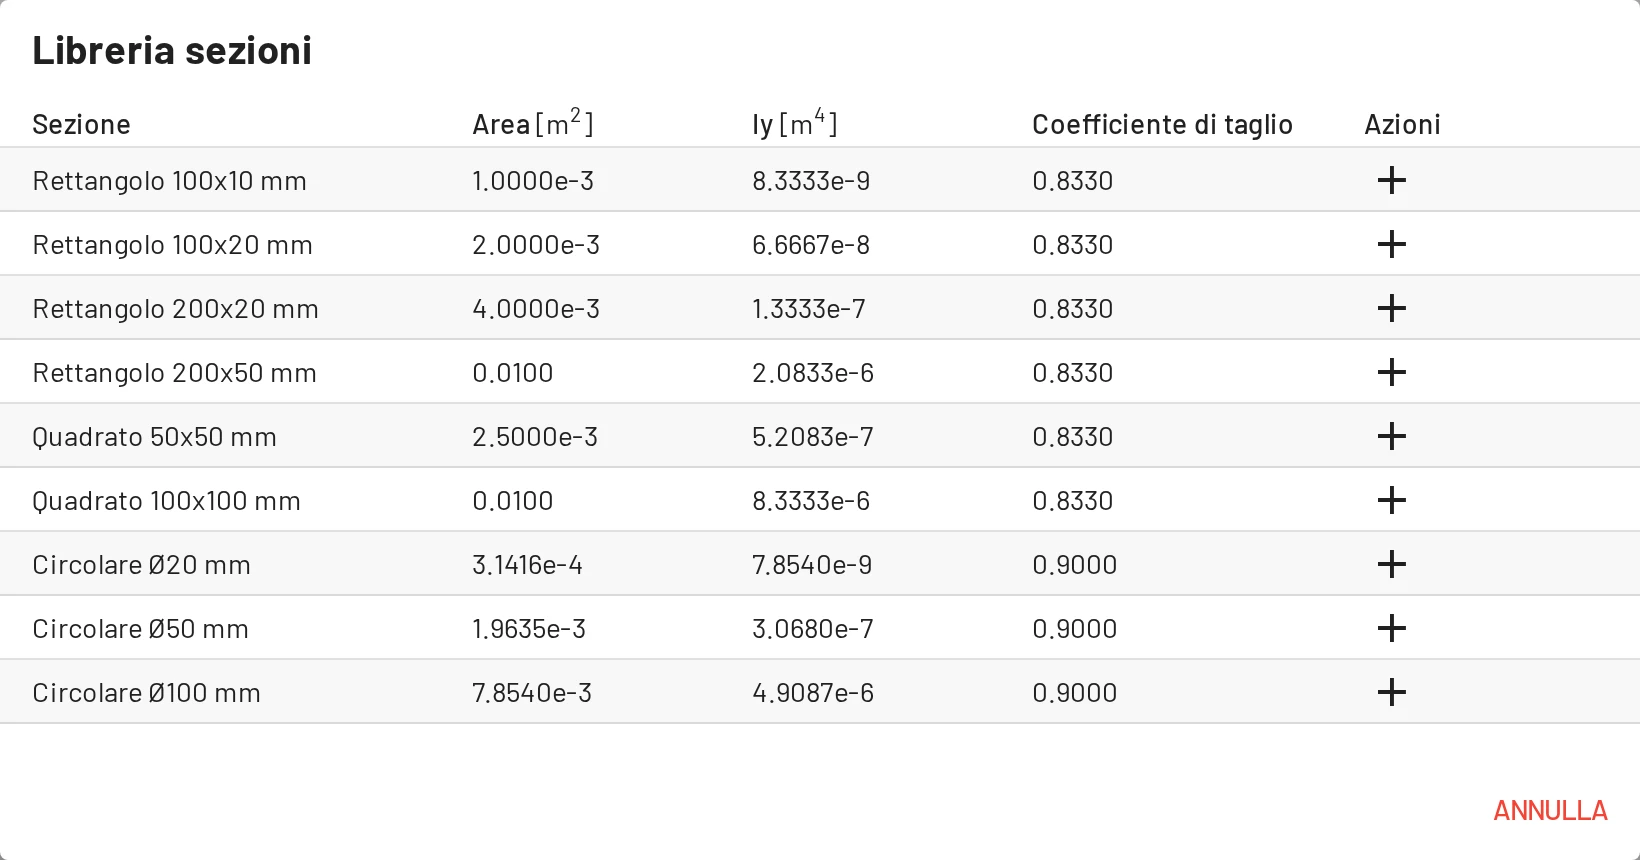 Libreria sezioni
Sezione Area [m²] Iy [m⁴] Coefficiente di taglio Azioni
Rettangolo 100x10 mm 1.0000e-3 8.3333e-9 0.8330
Rettangolo 100x20 mm 2.0000e-3 6.6667e-8 0.8330
Rettangolo 200x20 mm 4.0000e-3 1.3333e-7 0.8330
Rettangolo 200x50 mm 0.0100 2.0833e-6 0.8330
Quadrato 50x50 mm 2.5000e-3 5.2083e-7 0.8330
Quadrato 100x100 mm 0.0100 8.3333e-6 0.8330
Circolare Ø20 mm 3.1416e-4 7.8540e-9 0.9000
Circolare Ø50 mm 1.9635e-3 3.0680e-7 0.9000
Circolare Ø100 mm 7.8540e-3 4.9087e-6 0.9000
ANNULLA